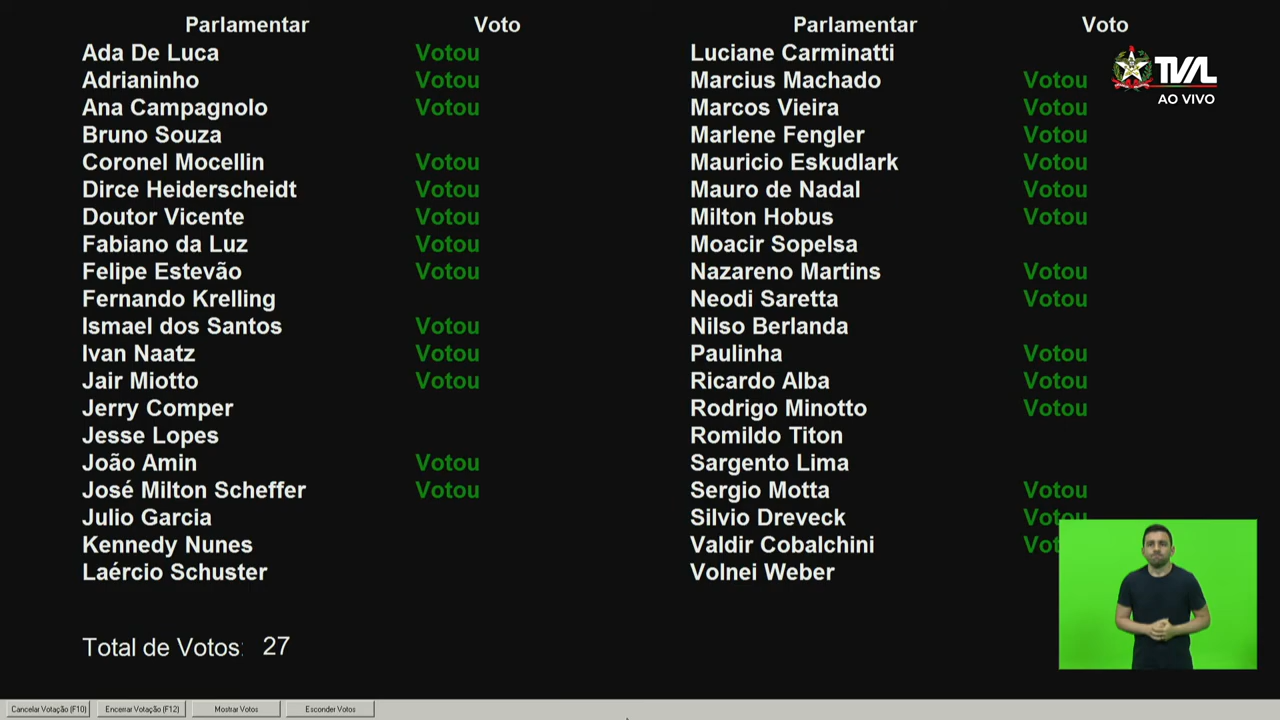 Parlamentar Voto Parlamentar Voto
Ada De Luca Votou Luciane Carminatti
Adrianinho Votou Marcius Machado Votou
Ana Campagnolo Votou Marcos Vieira Votou
Bruno Souza Marlene Fengler Votou
Coronel Mocellin Votou Mauricio Eskudlark Votou
Dirce Heiderscheidt Votou Mauro de Nadal Votou
Doutor Vicente Votou Milton Hobus Votou
Fabiano da Luz Votou Moacir Sopelsa
Felipe Estevão Votou Nazareno Martins Votou
Fernando Krelling Neodi Saretta Votou
Ismael dos Santos Votou Nilso Berlanda
Ivan Naatz Votou Paulinha Votou
Jair Miotto Votou Ricardo Alba Votou
Jerry Comper Rodrigo Minotto Votou
Jesse Lopes Romildo Titon
João Amin Votou Sargento Lima
José Milton Scheffer Votou Sergio Motta Votou
Julio Garcia Silvio Dreveck Votou
Kennedy Nunes Valdir Cobalchini Vot
Laércio Schuster Volnei Weber
Total de Votos: 27
TVAL
AO VIVO
Cancelar Votação (F10) Encerrar Votação (F12) Mostrar Votos Esconder Votos